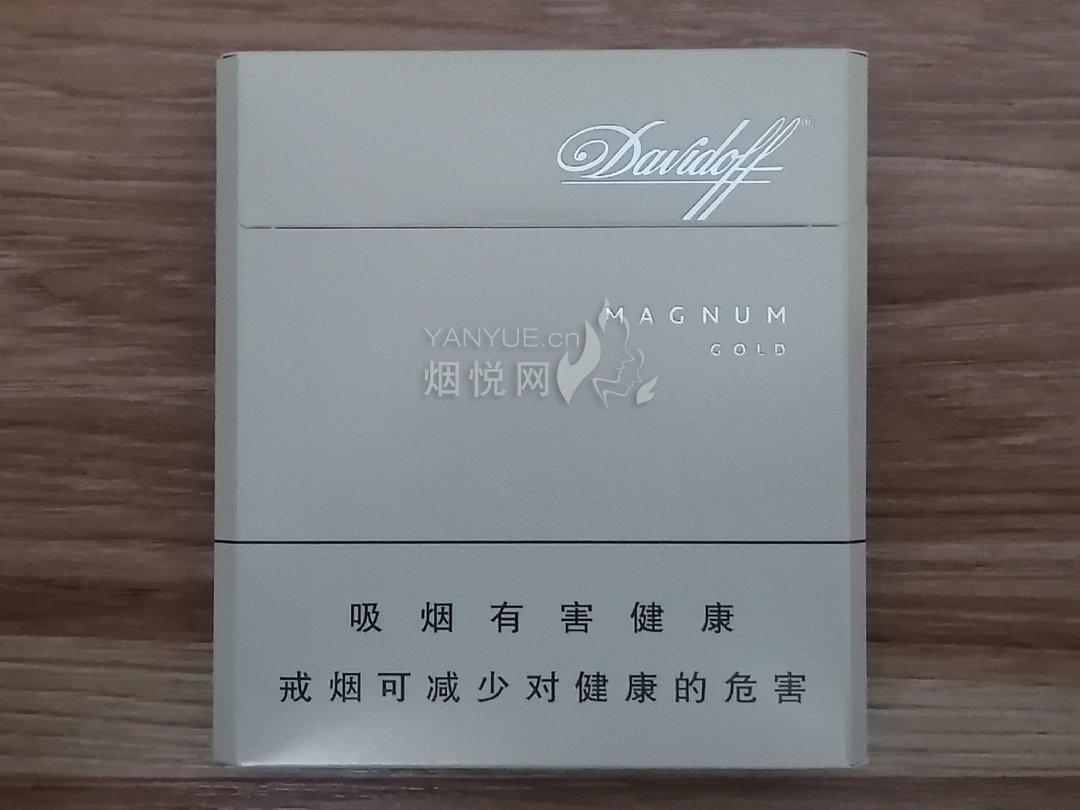 Davidoff®
MAGNUM
GOLD
YANYUE.cn
烟悦网
吸烟有害健康
戒烟可减少对健康的危害